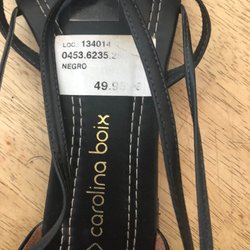 LOC: 134014
0453.6235.2
NEGRO
49.95
carolina boix